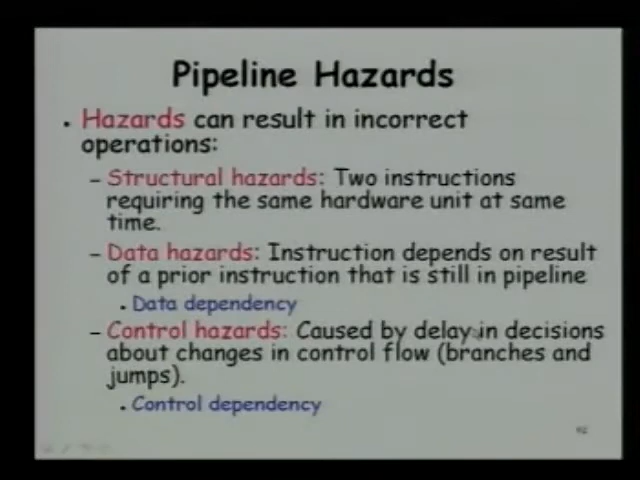 Pipeline Hazards
• Hazards can result in incorrect
operations:
– Structural hazards: Two instructions
requiring the same hardware unit at same
time.
– Data hazards: Instruction depends on result
of a prior instruction that is still in pipeline
• Data dependency
– Control hazards: Caused by delay in decisions
about changes in control flow (branches and
jumps).
• Control dependency